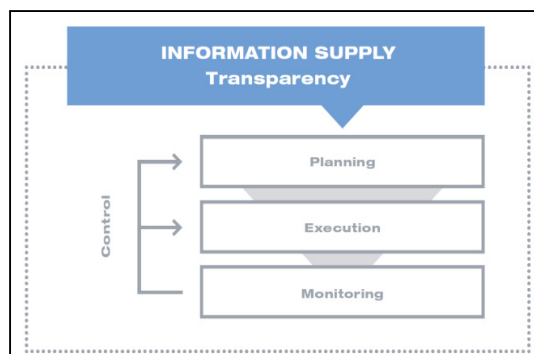 INFORMATION SUPPLY
Transparency
Planning
Control
Execution
Monitoring